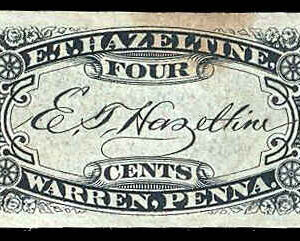 E.T. HAZELTINE.
FOUR
E. T. Hazeltine
CENTS
WARREN. PENNA.